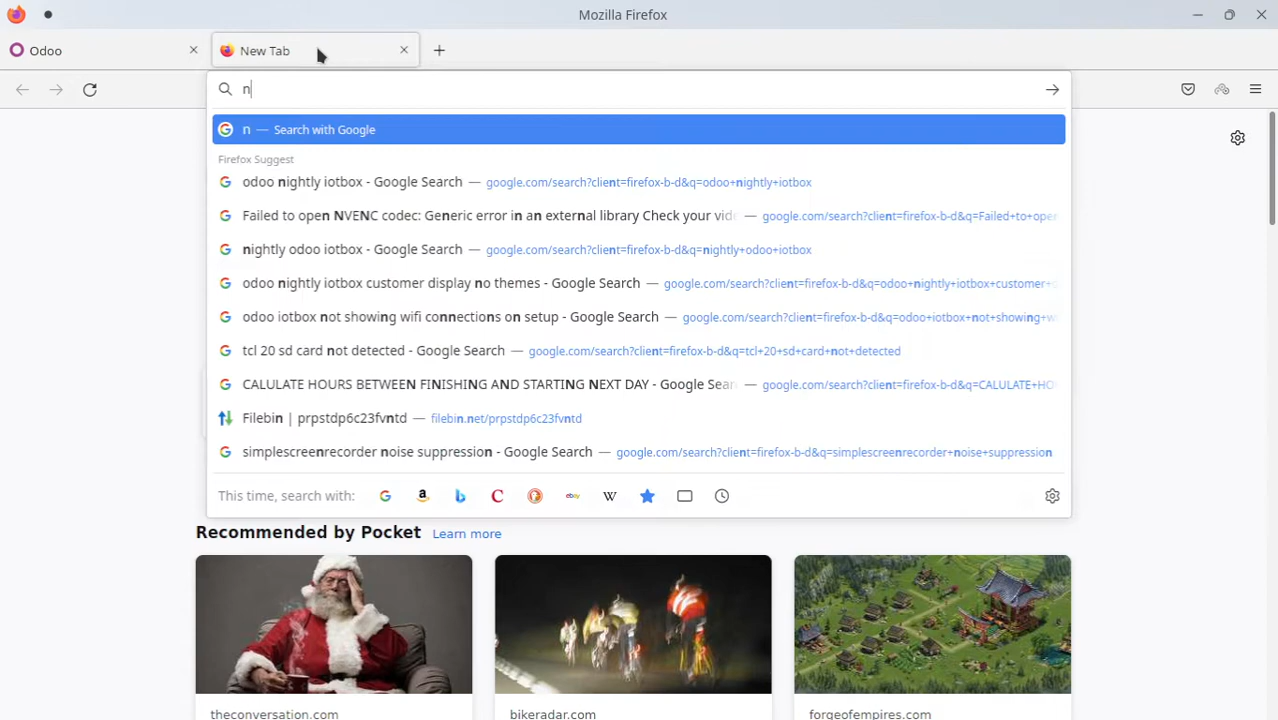 Mozilla Firefox
Odoo
New Tab
n
n — Search with Google
Firefox Suggest
odoo nightly iotbox - Google Search — google.com/search?client=firefox-b-d&q=odoo+nightly+iotbox
Failed to open NVENC codec: Generic error in an external library Check your vid — google.com/search?client=firefox-b-d&q=Failed+to+oper
nightly odoo iotbox - Google Search — google.com/search?client=firefox-b-d&q=nightly+odoo+iotbox
odoo nightly iotbox customer display no themes - Google Search — google.com/search?client=firefox-b-d&q=odoo+nightly+iotbox+customer+
odoo iotbox not showing wifi connections on setup - Google Search — google.com/search?client=firefox-b-d&q=odoo+iotbox+not+showing+w
tcl 20 sd card not detected - Google Search — google.com/search?client=firefox-b-d&q=tcl+20+sd+card+not+detected
CALULATE HOURS BETWEEN FINISHING AND STARTING NEXT DAY - Google Sear — google.com/search?client=firefox-b-d&q=CALULATE+HO
Filebin | prpstdp6c23fvntd — filebin.net/prpstdp6c23fvntd
simplescreenrecorder noise suppression - Google Search — google.com/search?client=firefox-b-d&q=simplescreenrecorder+noise+suppression
This time, search with:
Recommended by Pocket Learn more
theconversation.com
bikeradar.com
forgeofempires.com